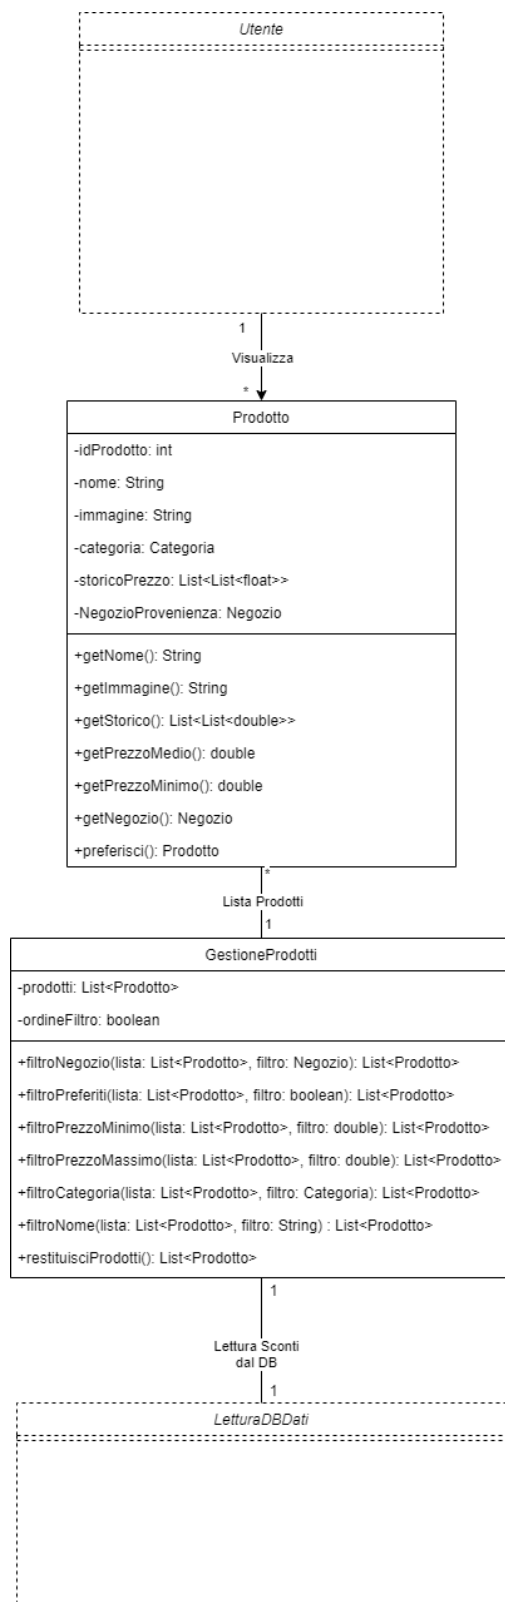 Utente
1
Visualizza
*
Prodotto
-idProdotto: int
-nome: String
-immagine: String
-categoria: Categoria
-storicoPrezzo: List<List<float>>
-NegozioProvenienza: Negozio
+getNome(): String
+getImmagine(): String
+getStorico(): List<List<double>>
+getPrezzoMedio(): double
+getPrezzoMinimo(): double
+getNegozio(): Negozio
+preferisci(): Prodotto
*
Lista Prodotti
1
GestioneProdotti
-prodotti: List<Prodotto>
-ordineFiltro: boolean
+filtroNegozio(lista: List<Prodotto>, filtro: Negozio): List<Prodotto>
+filtroPreferiti(lista: List<Prodotto>, filtro: boolean): List<Prodotto>
+filtroPrezzoMinimo(lista: List<Prodotto>, filtro: double): List<Prodotto>
+filtroPrezzoMassimo(lista: List<Prodotto>, filtro: double): List<Prodotto>
+filtroCategoria(lista: List<Prodotto>, filtro: Categoria): List<Prodotto>
+filtroNome(lista: List<Prodotto>, filtro: String) : List<Prodotto>
+restituisciProdotti(): List<Prodotto>
1
Lettura Sconti
dal DB
1
LetturaDBDati